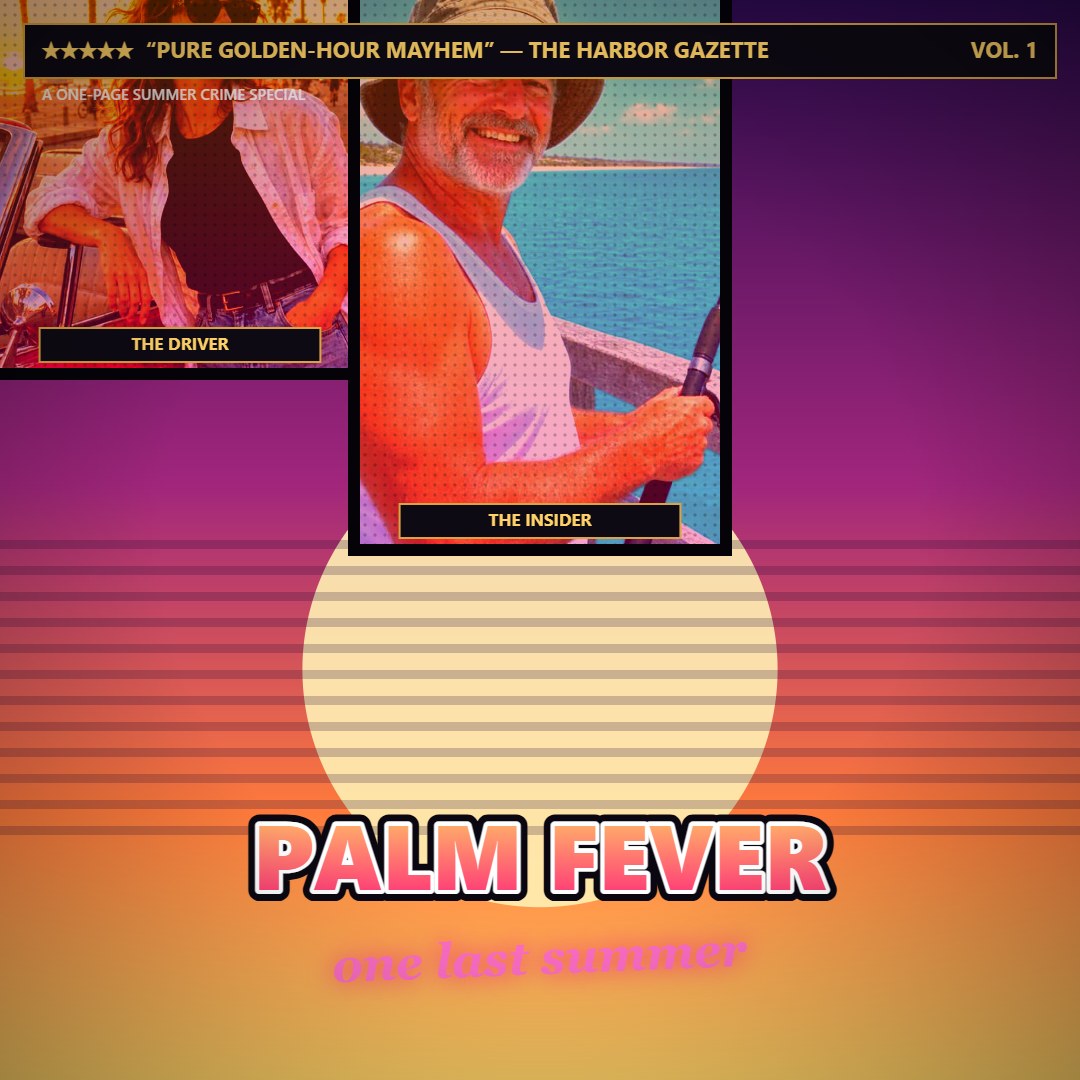 ★★★★★ “PURE GOLDEN-HOUR MAYHEM” — THE HARBOR GAZETTE VOL. 1
A ONE-PAGE SUMMER CRIME SPECIAL
THE DRIVER
THE INSIDER
PALM FEVER
one last summer